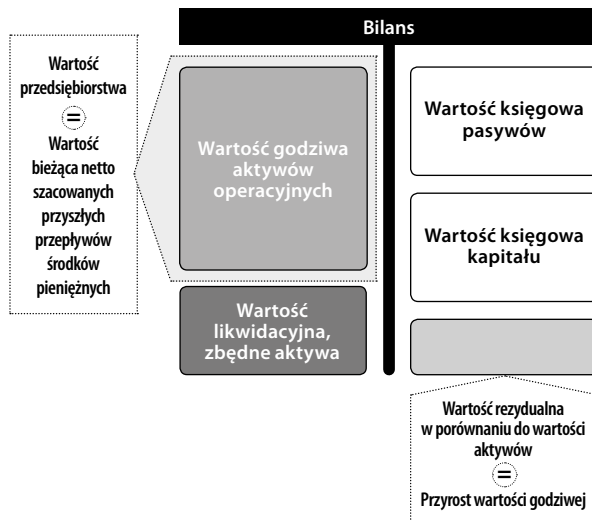 Bilans
Wartość
przedsiębiorstwa
=
Wartość
bieżąca netto
szacowanych
przyszłych
przepływów
środków
pieniężnych
Wartość godziwa
aktywów
operacyjnych
Wartość
likwidacyjna,
zbędne aktywa
Wartość księgowa
pasywów
Wartość księgowa
kapitału
Wartość rezydualna
w porównaniu do wartości
aktywów
=
Przyrost wartości godziwej